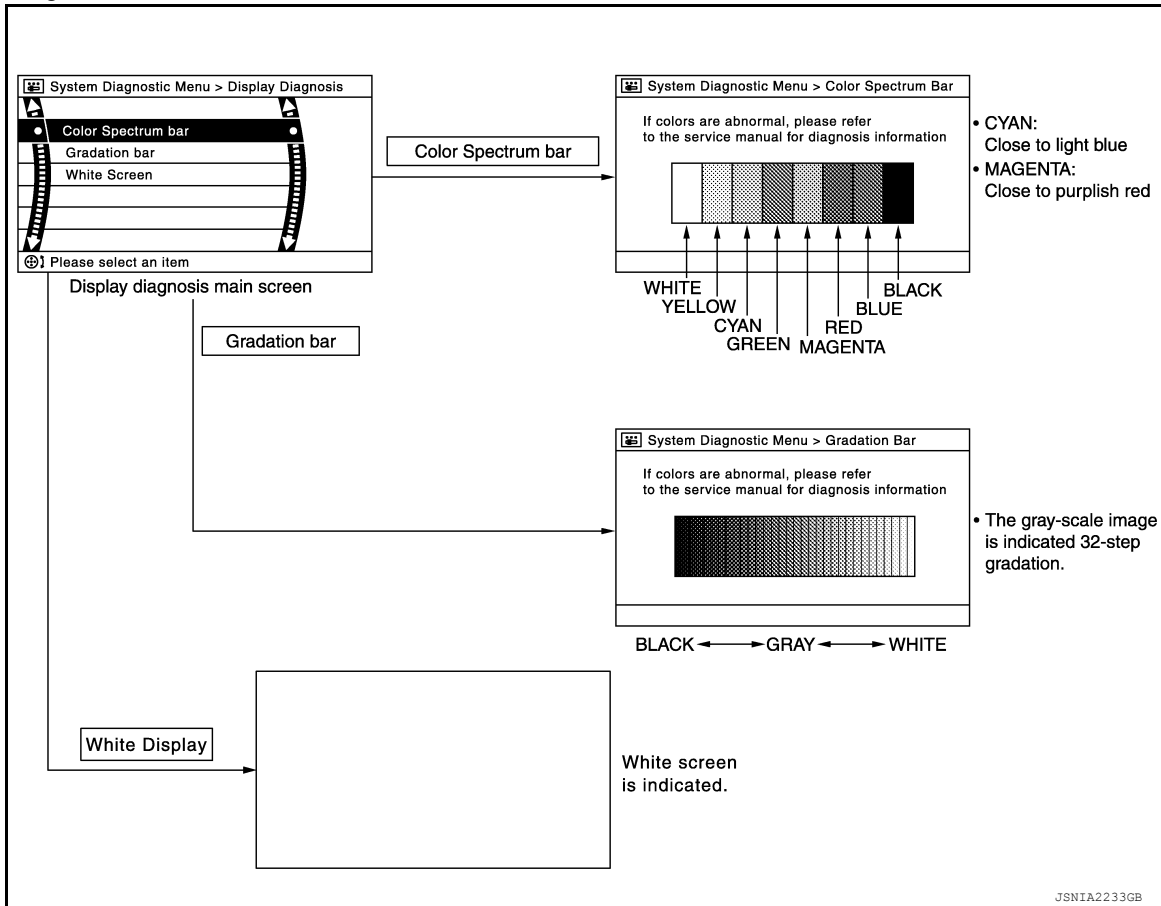 System Diagnostic Menu > Display Diagnosis
Color Spectrum bar
Gradation bar
White Screen
Please select an item
Display diagnosis main screen
Color Spectrum bar
System Diagnostic Menu > Color Spectrum Bar
If colors are abnormal, please refer
to the service manual for diagnosis information
WHITE
YELLOW
CYAN
GREEN
MAGENTA
RED
BLUE
BLACK
• CYAN:
Close to light blue
• MAGENTA:
Close to purplish red
Gradation bar
System Diagnostic Menu > Gradation Bar
If colors are abnormal, please refer
to the service manual for diagnosis information
BLACK GRAY WHITE
• The gray-scale image
is indicated 32-step
gradation.
White Display
White screen
is indicated.
JSNIA2233GB